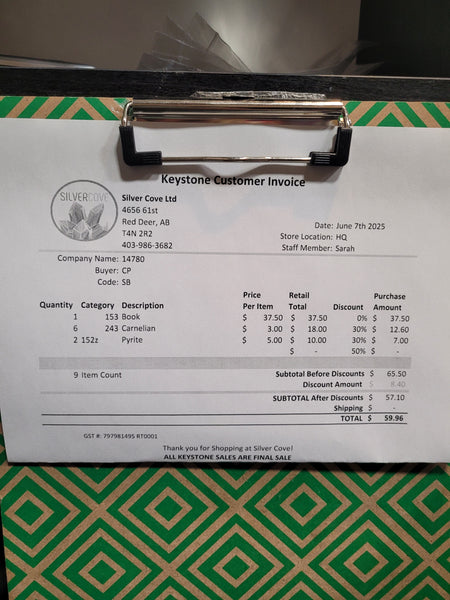 Keystone Customer Invoice
SILVERCOVE
Silver Cove Ltd
4656 61st
Red Deer, AB
T4N 2R2
403-986-3682
Date: June 7th 2025
Store Location: HQ
Staff Member: Sarah
Company Name: 14780
Buyer: CP
Code: SB
Quantity Category Description Price Per Item Retail Total Discount Purchase Amount
1 153 Book $ 37.50 $ 37.50 0% $ 37.50
6 243 Carnelian $ 3.00 $ 18.00 30% $ 12.60
2 152z Pyrite $ 5.00 $ 10.00 30% $ 7.00
$ - 50% $ -
9 Item Count
Subtotal Before Discounts $ 65.50
Discount Amount $ 8.40
SUBTOTAL After Discounts $ 57.10
Shipping $ -
TOTAL $ 59.96
GST #: 797981495 RT0001
Thank you for Shopping at Silver Cove!
ALL KEYSTONE SALES ARE FINAL SALE